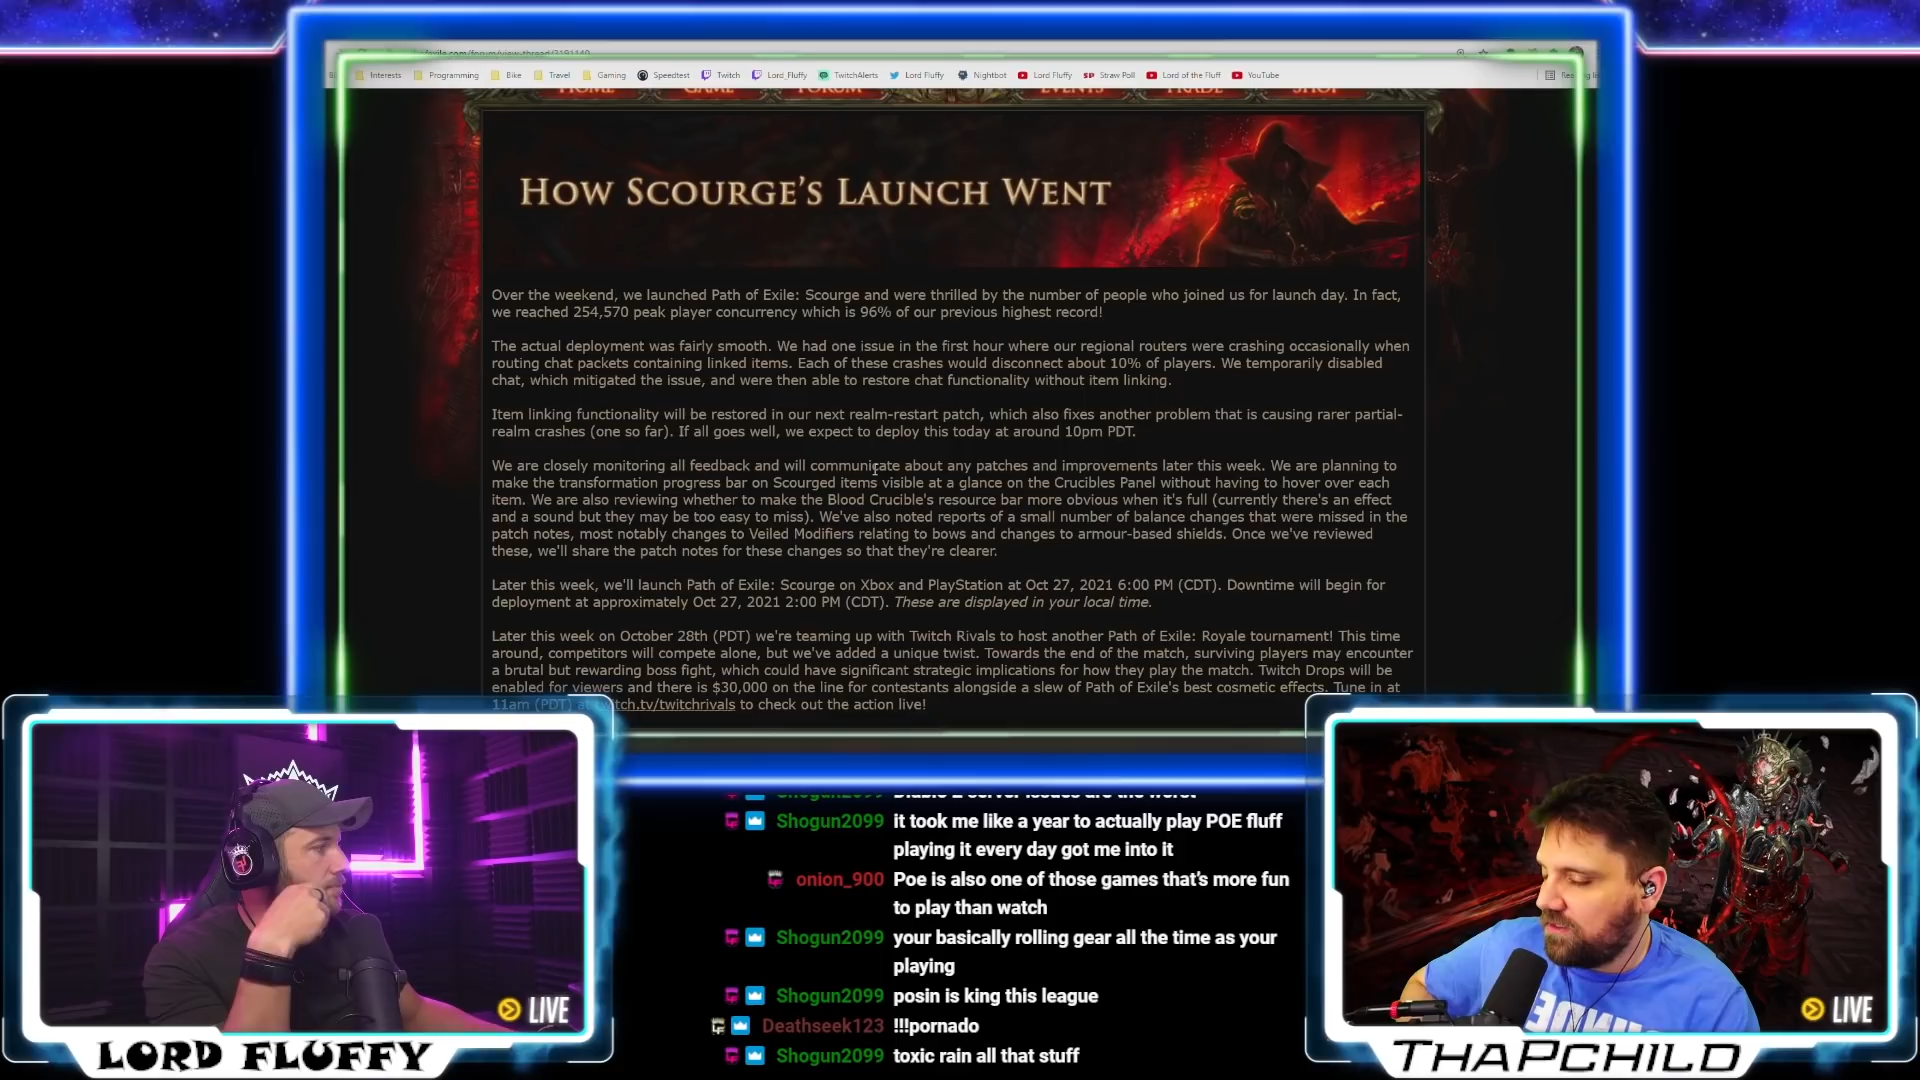 foxile.com/forum/view-thread/3191140
Interests Programming Bike Travel Gaming Speedtest Twitch Lord_Fluffy TwitchAlerts Lord Fluffy Nightbot Lord Fluffy Straw Poll Lord of the Fluff YouTube
HOME GAME FORUM EVENTS TRADE SHOP
HOW SCOURGE'S LAUNCH WENT
Over the weekend, we launched Path of Exile: Scourge and were thrilled by the number of people who joined us for launch day. In fact,
we reached 254,570 peak player concurrency which is 96% of our previous highest record!
The actual deployment was fairly smooth. We had one issue in the first hour where our regional routers were crashing occasionally when
routing chat packets containing linked items. Each of these crashes would disconnect about 10% of players. We temporarily disabled
chat, which mitigated the issue, and were then able to restore chat functionality without item linking.
Item linking functionality will be restored in our next realm-restart patch, which also fixes another problem that is causing rarer partial-
realm crashes (one so far). If all goes well, we expect to deploy this today at around 10pm PDT.
We are closely monitoring all feedback and will communicate about any patches and improvements later this week. We are planning to
make the transformation progress bar on Scourged items visible at a glance on the Crucibles Panel without having to hover over each
item. We are also reviewing whether to make the Blood Crucible's resource bar more obvious when it's full (currently there's an effect
and a sound but they may be too easy to miss). We've also noted reports of a small number of balance changes that were missed in the
patch notes, most notably changes to Veiled Modifiers relating to bows and changes to armour-based shields. Once we've reviewed
these, we'll share the patch notes for these changes so that they're clearer.
Later this week, we'll launch Path of Exile: Scourge on Xbox and PlayStation at Oct 27, 2021 6:00 PM (CDT). Downtime will begin for
deployment at approximately Oct 27, 2021 2:00 PM (CDT). These are displayed in your local time.
Later this week on October 28th (PDT) we're teaming up with Twitch Rivals to host another Path of Exile: Royale tournament! This time
around, competitors will compete alone, but we've added a unique twist. Towards the end of the match, surviving players may encounter
a brutal but rewarding boss fight, which could have significant strategic implications for how they play the match. Twitch Drops will be
enabled for viewers and there is $30,000 on the line for contestants alongside a slew of Path of Exile's best cosmetic effects. Tune in at
11am (PDT) at twitch.tv/twitchrivals to check out the action live!
Shogun2099 Diablo 2 server issues are the worst
Shogun2099 it took me like a year to actually play POE fluff
playing it every day got me into it
onion_900 Poe is also one of those games that's more fun
to play than watch
Shogun2099 your basically rolling gear all the time as your
playing
Shogun2099 posin is king this league
Deathseek123 !!!pornado
Shogun2099 toxic rain all that stuff
LIVE
LORD FLUFFY
LIVE
THAPCHILD